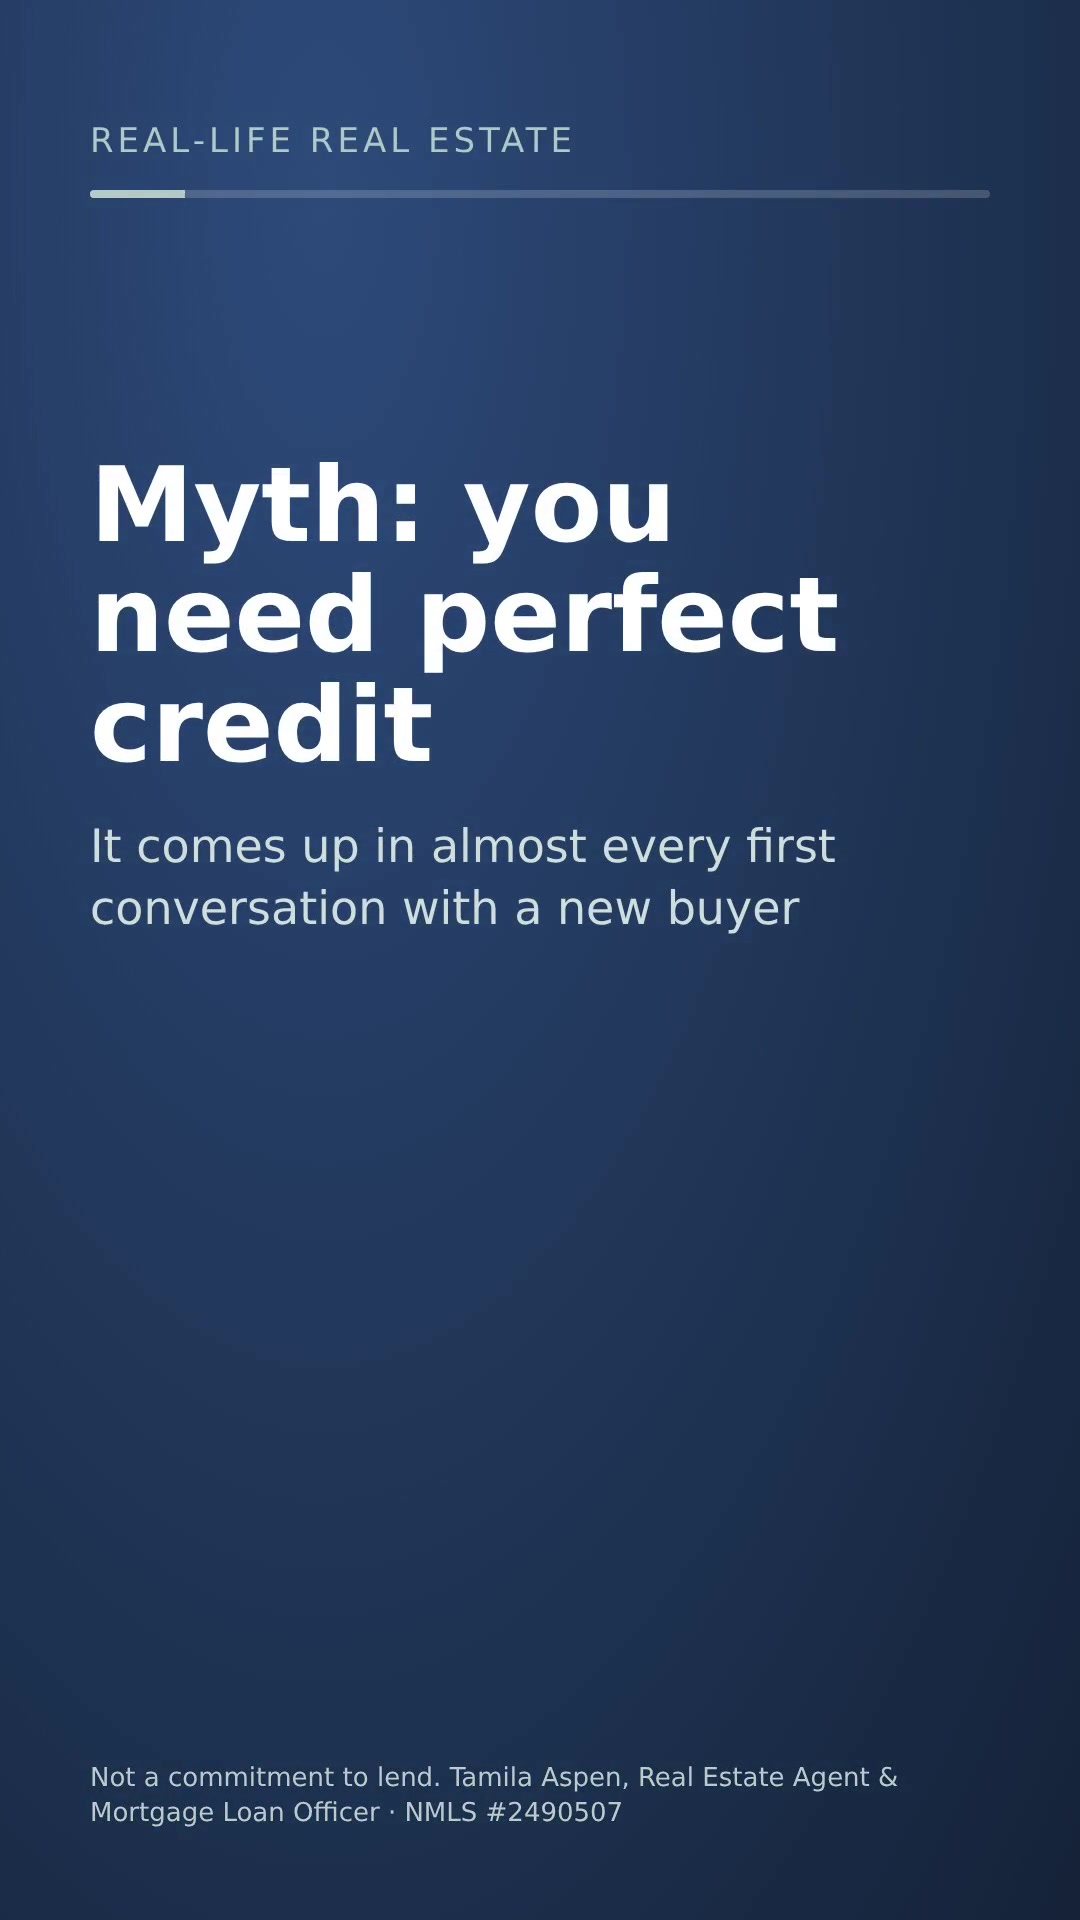 REAL-LIFE REAL ESTATE
Myth: you
need perfect
credit
It comes up in almost every first
conversation with a new buyer
Not a commitment to lend. Tamila Aspen, Real Estate Agent &
Mortgage Loan Officer · NMLS #2490507